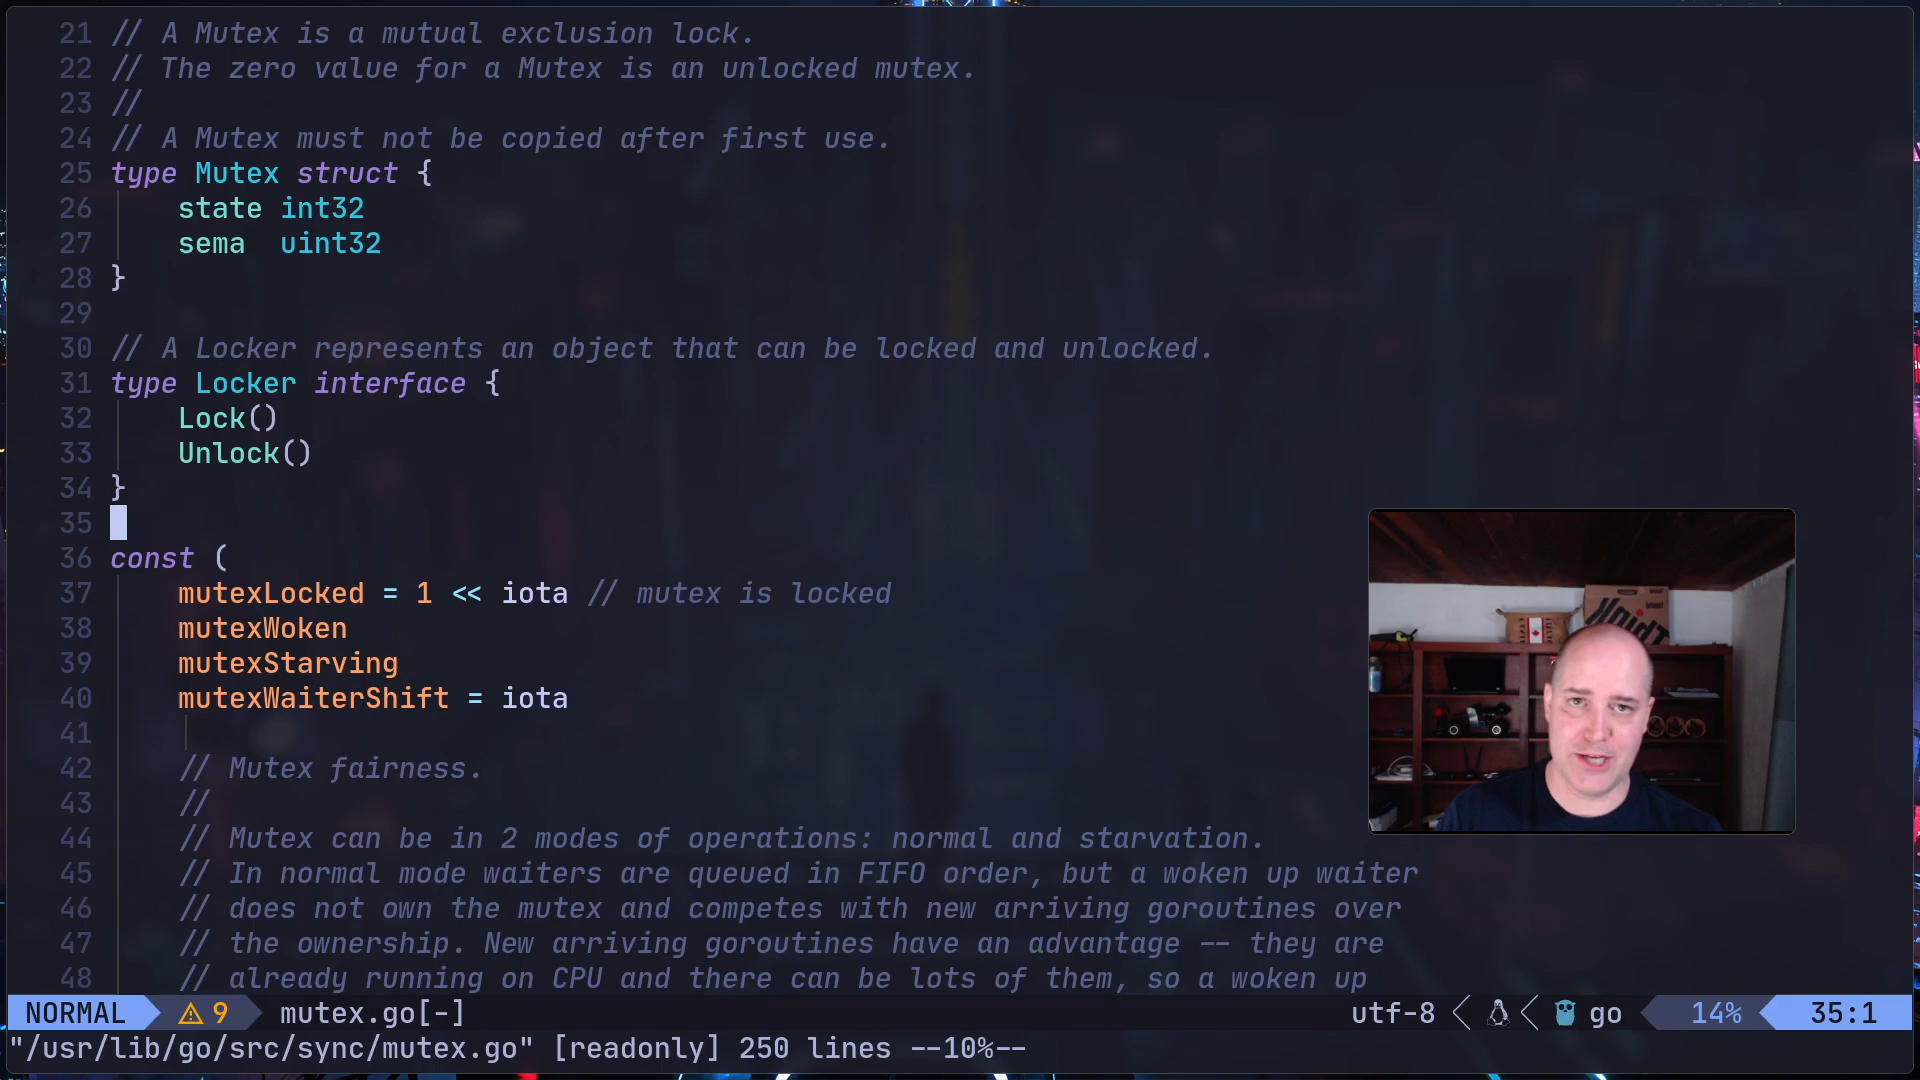 21 // A Mutex is a mutual exclusion lock.
22 // The zero value for a Mutex is an unlocked mutex.
23 //
24 // A Mutex must not be copied after first use.
25 type Mutex struct {
26     state int32
27     sema  uint32
28 }
29
30 // A Locker represents an object that can be locked and unlocked.
31 type Locker interface {
32     Lock()
33     Unlock()
34 }
35
36 const (
37     mutexLocked = 1 << iota // mutex is locked
38     mutexWoken
39     mutexStarving
40     mutexWaiterShift = iota
41
42     // Mutex fairness.
43     //
44     // Mutex can be in 2 modes of operations: normal and starvation.
45     // In normal mode waiters are queued in FIFO order, but a woken up waiter
46     // does not own the mutex and competes with new arriving goroutines over
47     // the ownership. New arriving goroutines have an advantage -- they are
48     // already running on CPU and there can be lots of them, so a woken up
NORMAL ⚠ 9 mutex.go[-] utf-8 go 14% 35:1
"/usr/lib/go/src/sync/mutex.go" [readonly] 250 lines --10%--